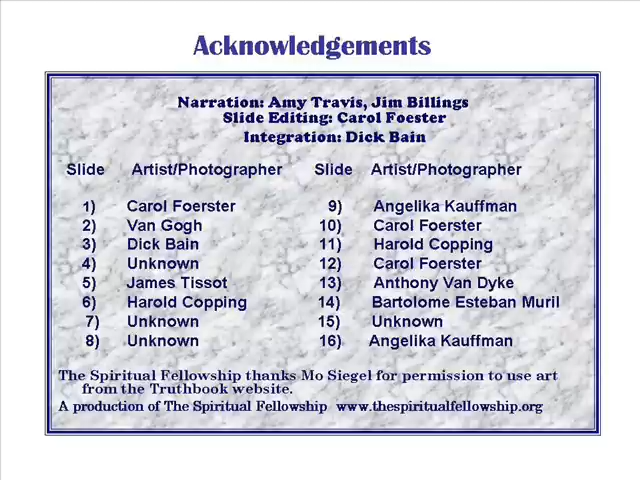 Acknowledgements
Narration: Amy Travis, Jim Billings
Slide Editing: Carol Foester
Integration: Dick Bain
Slide Artist/Photographer Slide Artist/Photographer
1) Carol Foerster 9) Angelika Kauffman
2) Van Gogh 10) Carol Foerster
3) Dick Bain 11) Harold Copping
4) Unknown 12) Carol Foerster
5) James Tissot 13) Anthony Van Dyke
6) Harold Copping 14) Bartolome Esteban Muril
7) Unknown 15) Unknown
8) Unknown 16) Angelika Kauffman
The Spiritual Fellowship thanks Mo Siegel for permission to use art
from the Truthbook website.
A production of The Spiritual Fellowship www.thespiritualfellowship.org